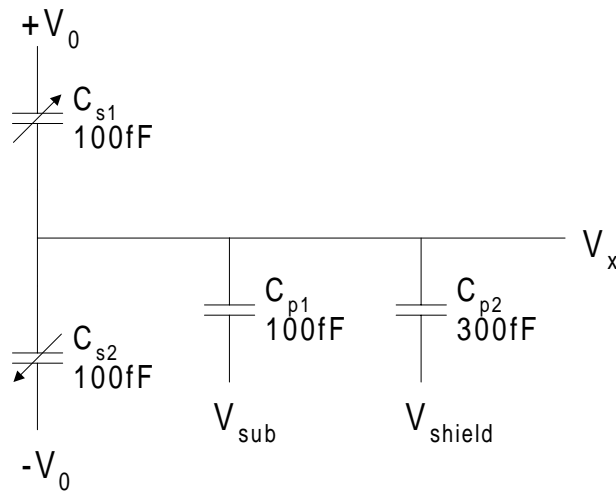 +V0
Cs1
100fF
Vx
Cp1
100fF
Cp2
300fF
Cs2
100fF
Vsub
Vshield
-V0